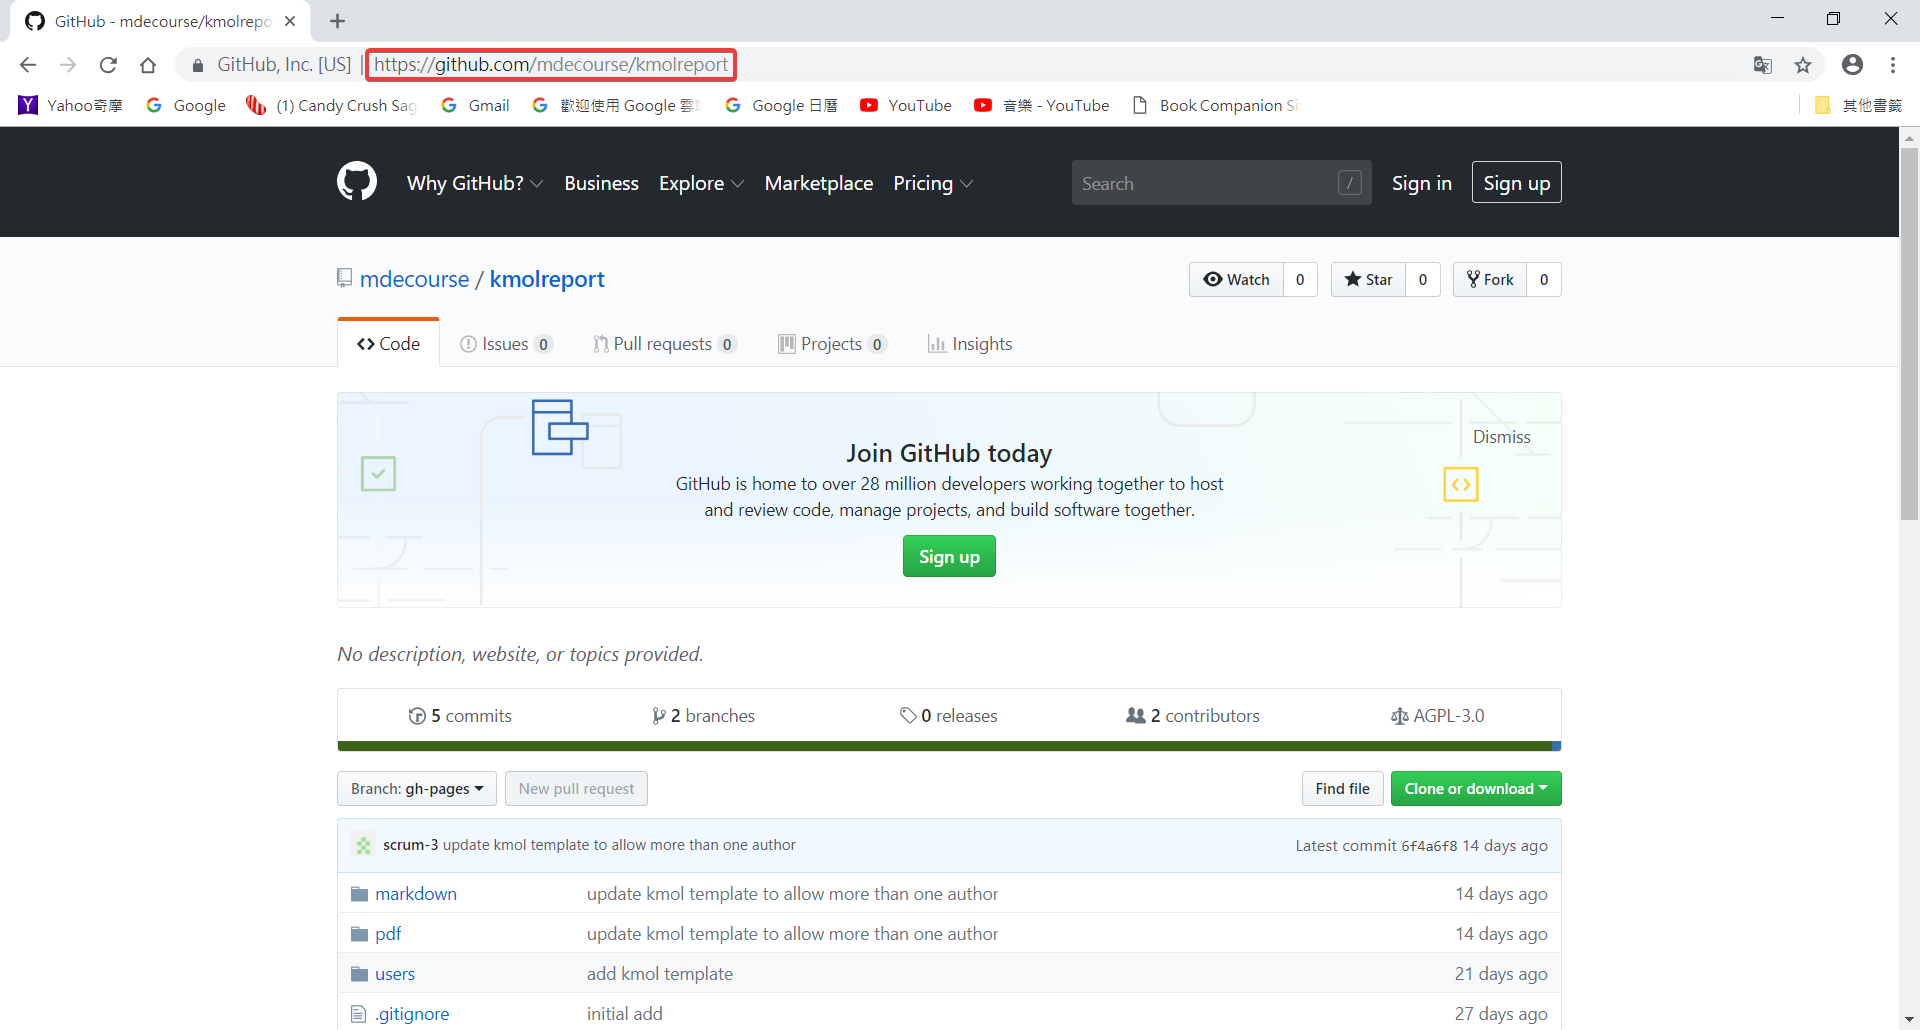 GitHub - mdecourse/kmolrepo
GitHub, Inc. [US] | https://github.com/mdecourse/kmolreport
Yahoo奇摩 Google (1) Candy Crush Sag Gmail 歡迎使用 Google 雲 Google 日曆 YouTube 音樂 - YouTube Book Companion Si 其他書籤
Why GitHub? Business Explore Marketplace Pricing Search / Sign in Sign up
mdecourse / kmolreport Watch 0 Star 0 Fork 0
Code Issues 0 Pull requests 0 Projects 0 Insights
Dismiss
Join GitHub today
GitHub is home to over 28 million developers working together to host
and review code, manage projects, and build software together.
Sign up
No description, website, or topics provided.
5 commits 2 branches 0 releases 2 contributors AGPL-3.0
Branch: gh-pages New pull request Find file Clone or download
scrum-3 update kmol template to allow more than one author Latest commit 6f4a6f8 14 days ago
markdown update kmol template to allow more than one author 14 days ago
pdf update kmol template to allow more than one author 14 days ago
users add kmol template 21 days ago
.gitignore initial add 27 days ago